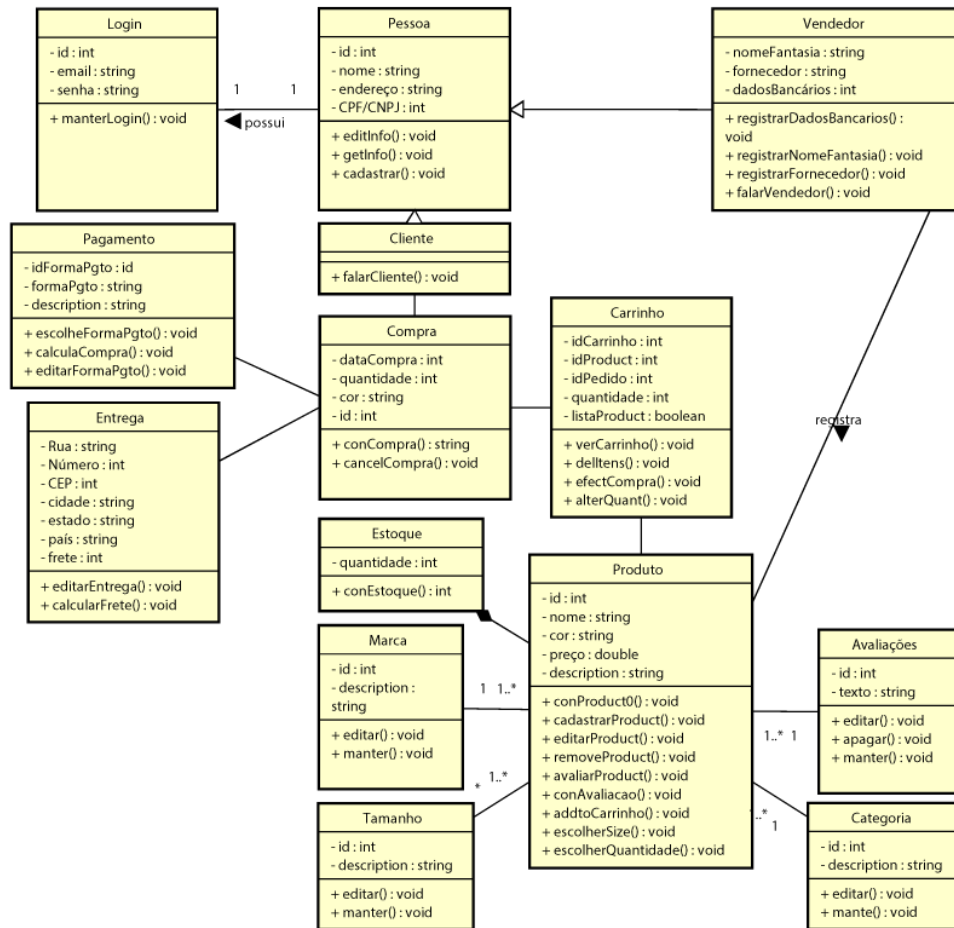 Login
- id : int
- email : string
- senha : string
+ manterLogin() : void
1
1
possui
Pessoa
- id : int
- nome : string
- endereço : string
- CPF/CNPJ : int
+ editInfo() : void
+ getInfo() : void
+ cadastrar() : void
Vendedor
- nomeFantasia : string
- fornecedor : string
- dadosBancários : int
+ registrarDadosBancarios() :
void
+ registrarNomeFantasia() : void
+ registrarFornecedor() : void
+ falarVendedor() : void
Pagamento
- idFormaPgto : id
- formaPgto : string
- description : string
+ escolheFormaPgto() : void
+ calculaCompra() : void
+ editarFormaPgto() : void
Cliente
+ falarCliente() : void
Compra
- dataCompra : int
- quantidade : int
- cor : string
- id : int
+ conCompra() : string
+ cancelCompra() : void
Carrinho
- idCarrinho : int
- idProduct : int
- idPedido : int
- quantidade : int
- listaProduct : boolean
+ verCarrinho() : void
+ delItens() : void
+ efectCompra() : void
+ alterQuant() : void
registra
Entrega
- Rua : string
- Número : int
- CEP : int
- cidade : string
- estado : string
- país : string
- frete : int
+ editarEntrega() : void
+ calcularFrete() : void
Estoque
- quantidade : int
+ conEstoque() : int
Produto
- id : int
- nome : string
- cor : string
- preço : double
- description : string
+ conProduct0() : void
+ cadastrarProduct() : void
+ editarProduct() : void
+ removeProduct() : void
+ avaliarProduct() : void
+ conAvaliacao() : void
+ addtoCarrinho() : void
+ escolherSize() : void
+ escolherQuantidade() : void
Marca
- id : int
- description :
string
+ editar() : void
+ manter() : void
1 1..*
Avaliações
- id : int
- texto : string
+ editar() : void
+ apagar() : void
+ manter() : void
1..* 1
Tamanho
- id : int
- description : string
+ editar() : void
+ manter() : void
* 1..*
Categoria
- id : int
- description : string
+ editar() : void
+ mante() : void
1..*
1